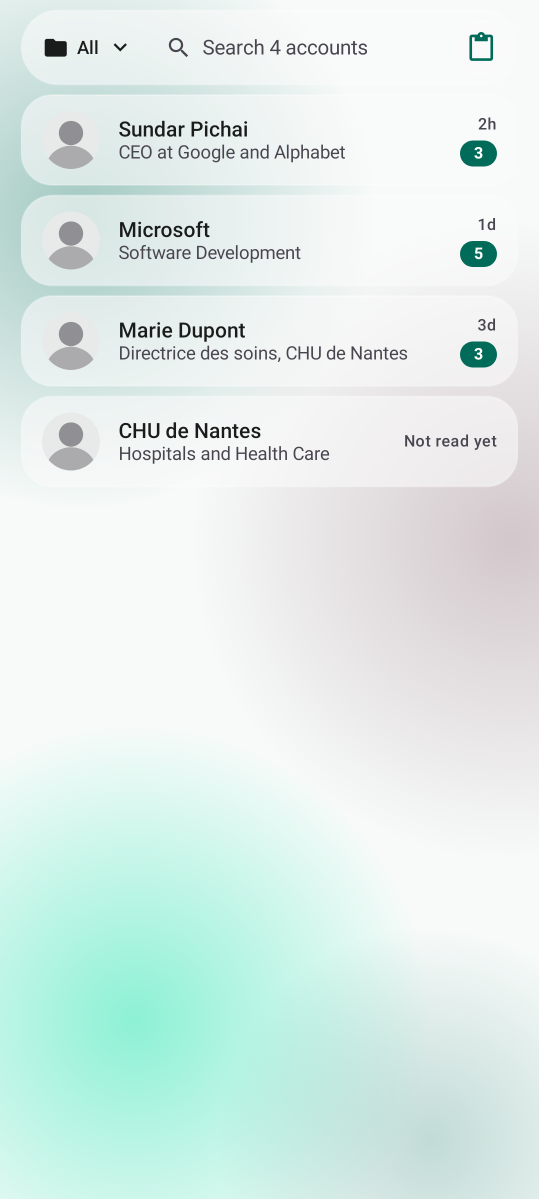 All
Search 4 accounts
Sundar Pichai
2h
CEO at Google and Alphabet
3
Microsoft
1d
Software Development
5
Marie Dupont
3d
Directrice des soins, CHU de Nantes
3
CHU de Nantes
Hospitals and Health Care
Not read yet